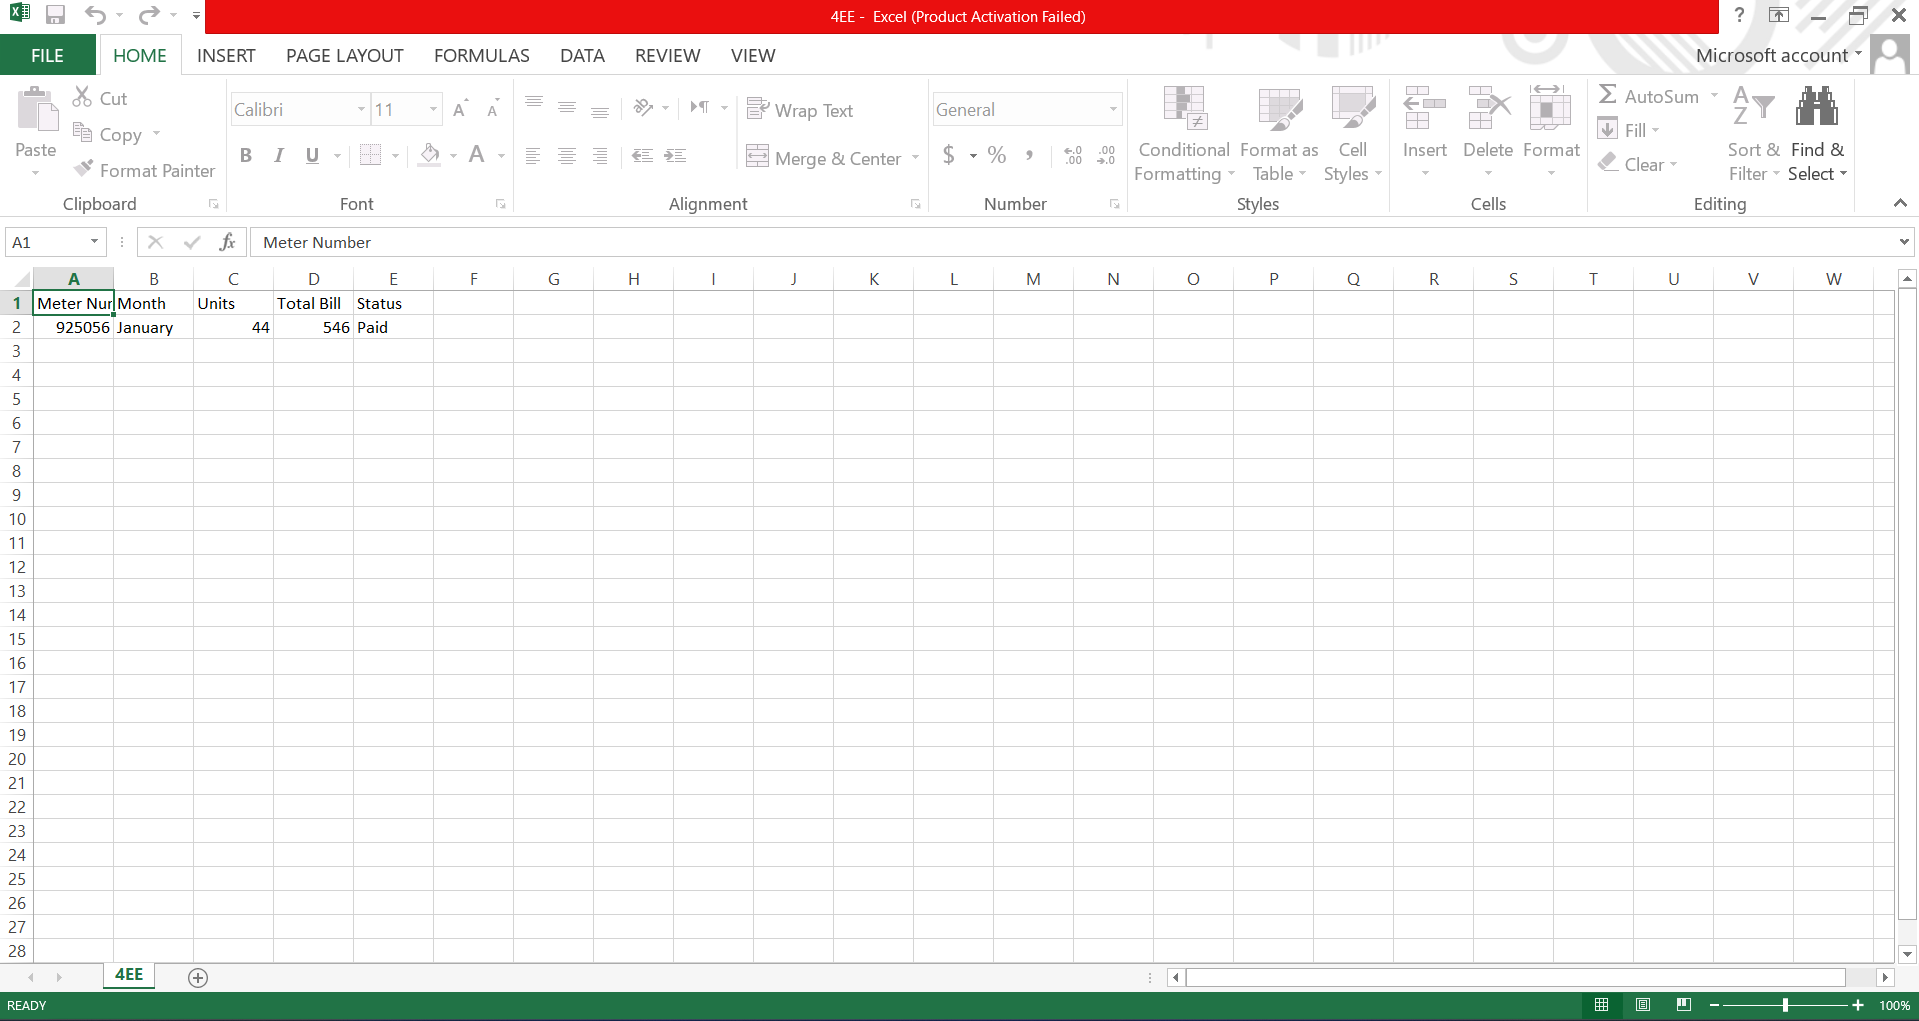 4EE - Excel (Product Activation Failed)
?
FILE HOME INSERT PAGE LAYOUT FORMULAS DATA REVIEW VIEW Microsoft account
Paste
Cut
Copy
Format Painter
Clipboard
Calibri 11
B I U A
Font
Wrap Text
Merge & Center
Alignment
General
$ % ,
Number
Conditional Formatting
Format as Table
Cell Styles
Styles
Insert
Delete
Format
Cells
AutoSum
Fill
Clear
Sort & Filter
Find & Select
Editing
A1 fx Meter Number
A B C D E F G H I J K L M N O P Q R S T U V W
1 Meter Num Month Units Total Bill Status
2 925056 January 44 546 Paid
3
4
5
6
7
8
9
10
11
12
13
14
15
16
17
18
19
20
21
22
23
24
25
26
27
28
4EE
READY 100%